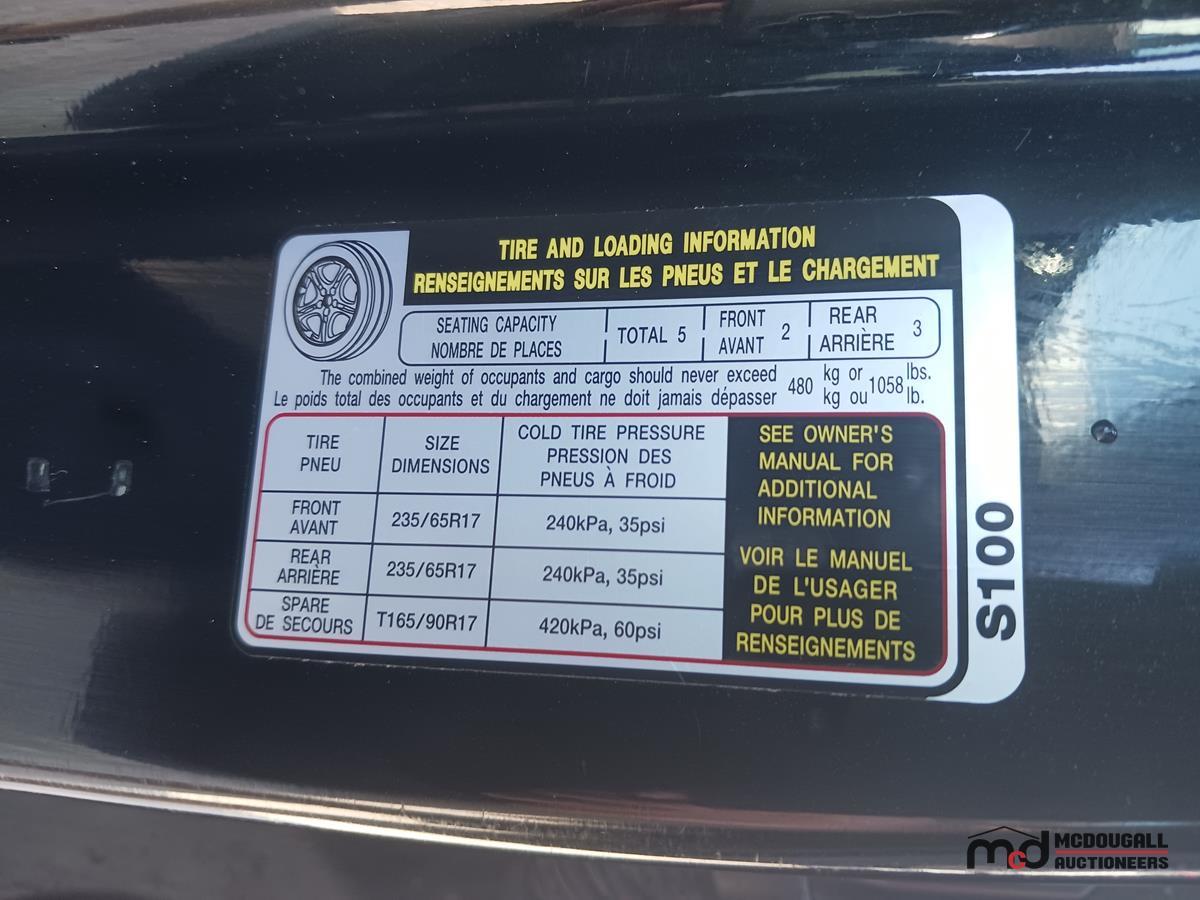 TIRE AND LOADING INFORMATION
RENSEIGNEMENTS SUR LES PNEUS ET LE CHARGEMENT
SEATING CAPACITY
NOMBRE DE PLACES
TOTAL 5
FRONT
AVANT 2
REAR
ARRIÈRE 3
The combined weight of occupants and cargo should never exceed 480 kg or 1058 lbs.
Le poids total des occupants et du chargement ne doit jamais dépasser kg ou lb.
TIRE
PNEU
SIZE
DIMENSIONS
COLD TIRE PRESSURE
PRESSION DES
PNEUS À FROID
FRONT
AVANT
235/65R17
240kPa, 35psi
REAR
ARRIÈRE
235/65R17
240kPa, 35psi
SPARE
DE SECOURS
T165/90R17
420kPa, 60psi
SEE OWNER'S
MANUAL FOR
ADDITIONAL
INFORMATION
VOIR LE MANUEL
DE L'USAGER
POUR PLUS DE
RENSEIGNEMENTS
S100
mcd
MCDOUGALL
AUCTIONEERS